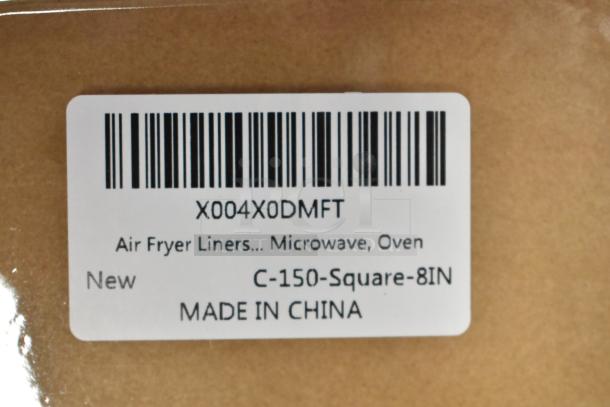 X004X0DMFT
Air Fryer Liners... Microwave, Oven
New C-150-Square-8IN
MADE IN CHINA